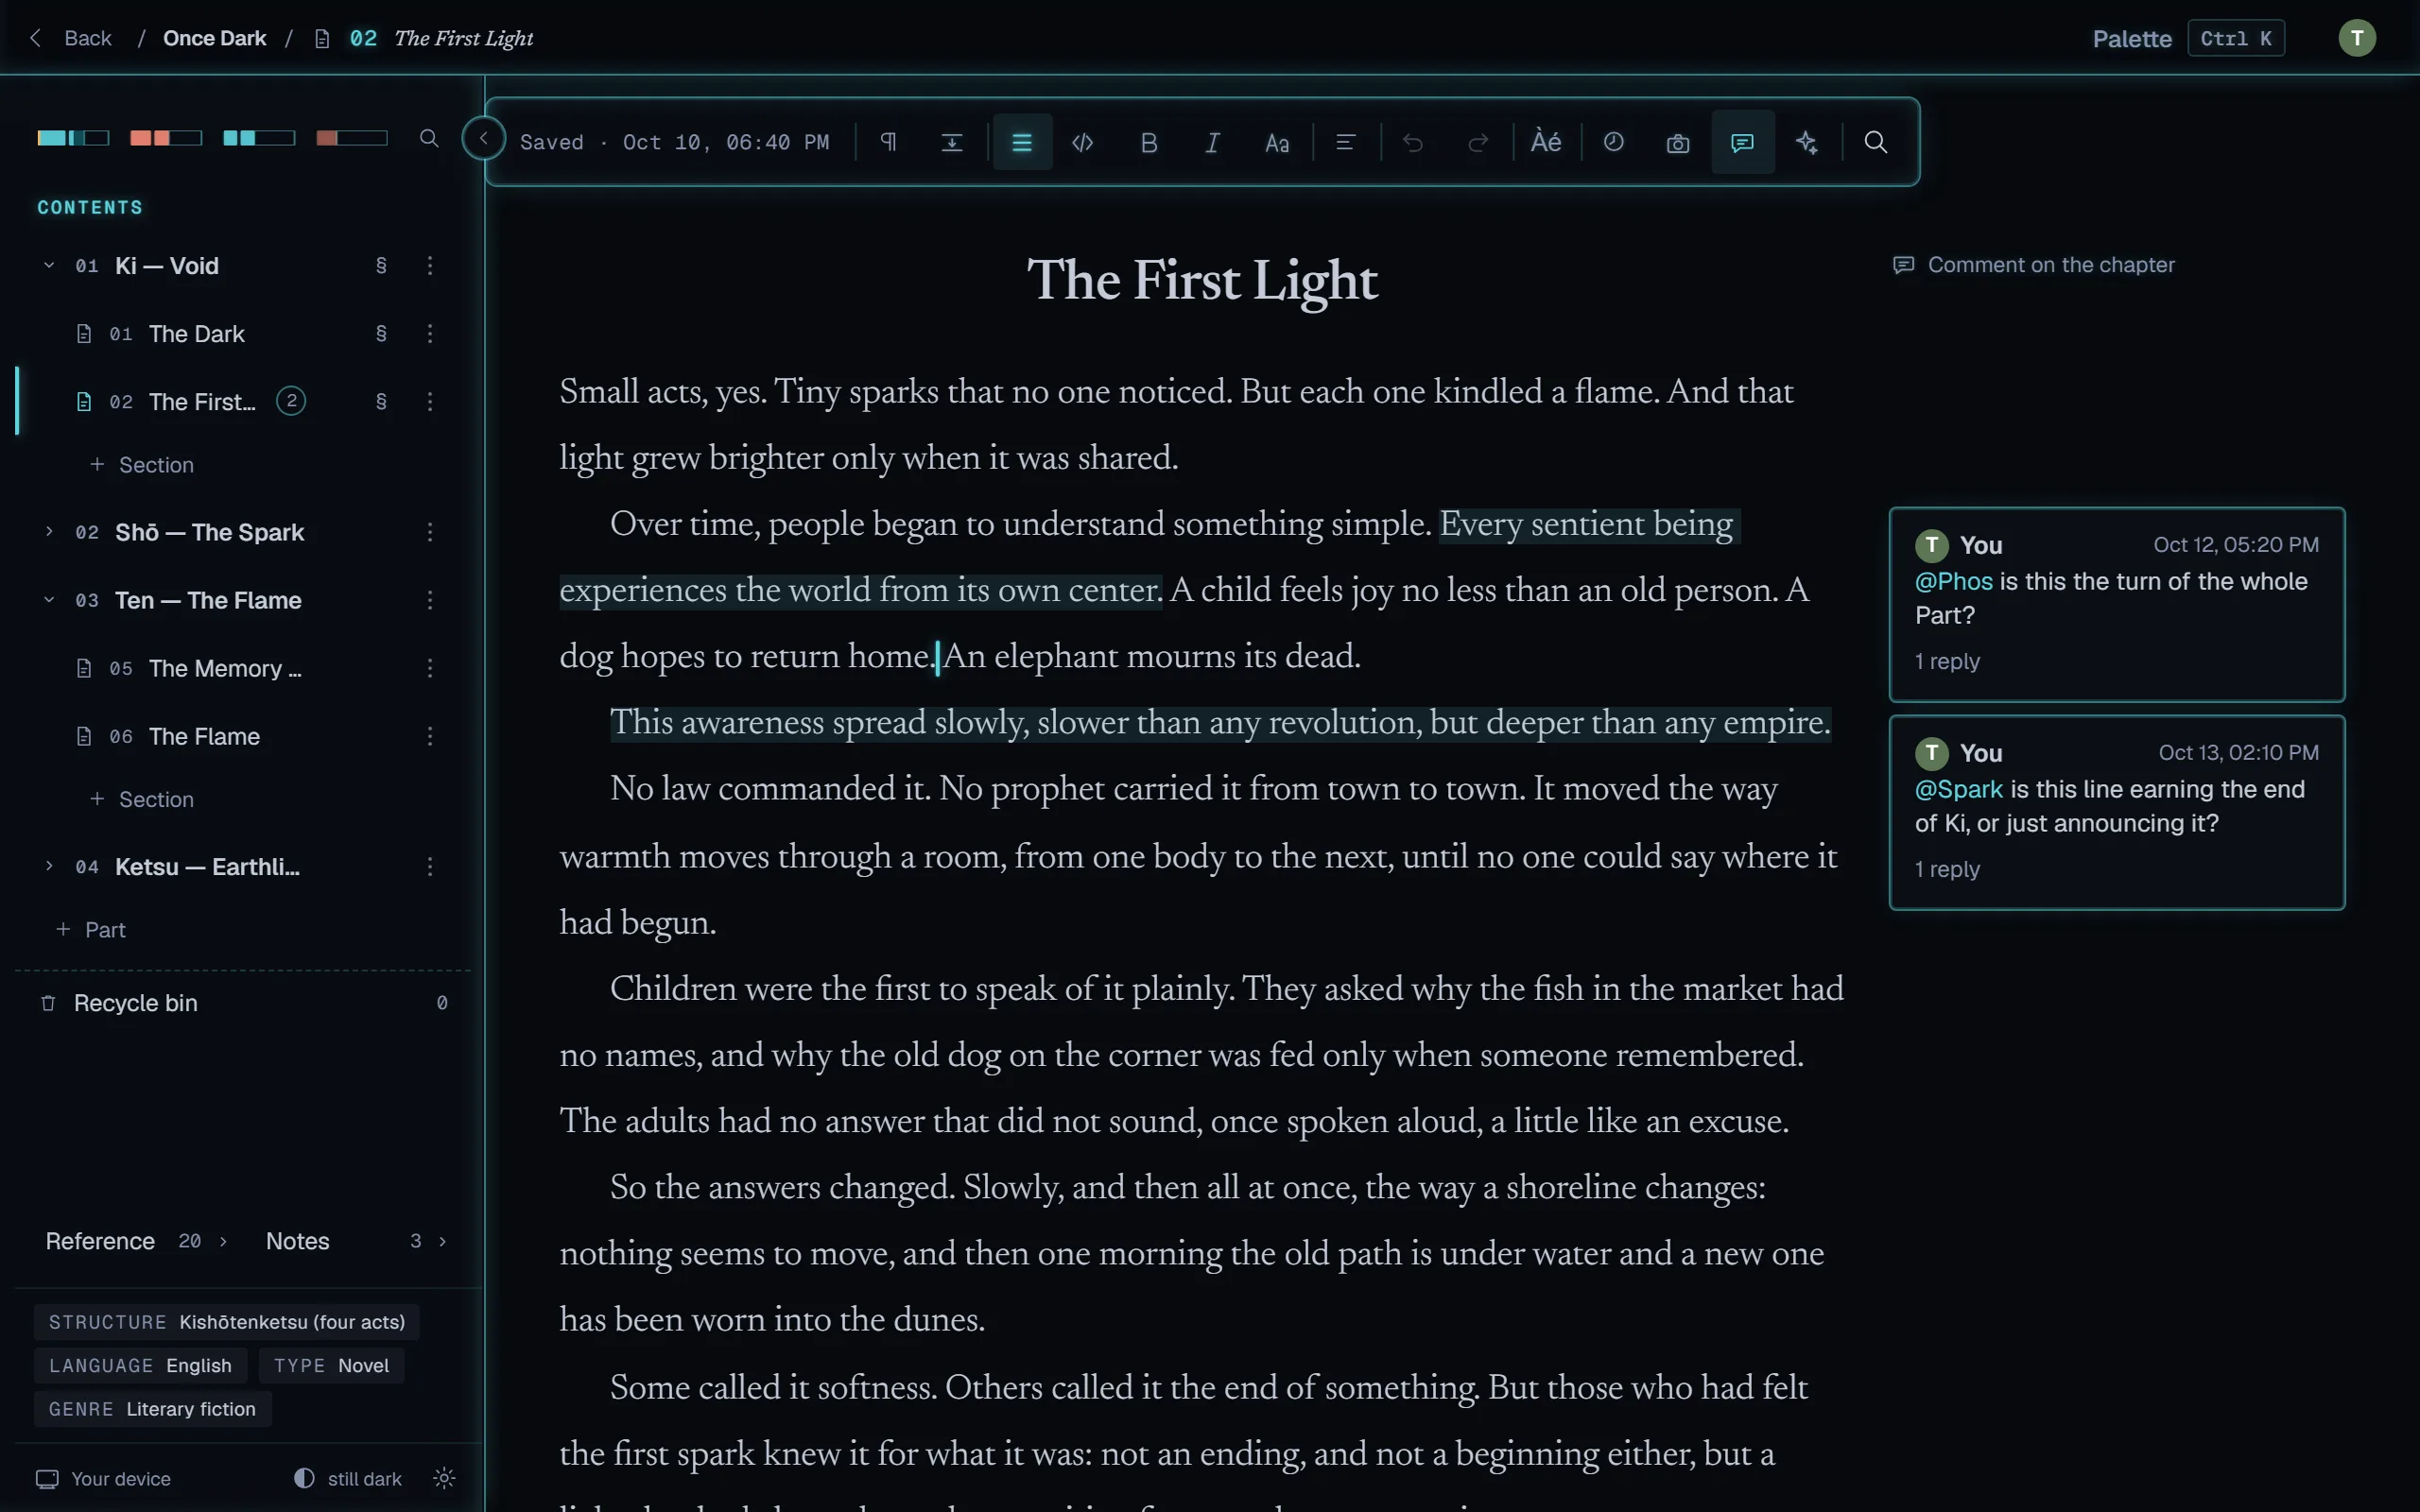 Back / Once Dark / 02 The First Light
Palette Ctrl K T
Saved · Oct 10, 06:40 PM
CONTENTS
01 Ki — Void §
01 The Dark §
02 The First… 2 §
+ Section
02 Shō — The Spark
03 Ten — The Flame
05 The Memory …
06 The Flame
+ Section
04 Ketsu — Earthli…
+ Part
Recycle bin 0
Reference 20 Notes 3
STRUCTURE Kishōtenketsu (four acts)
LANGUAGE English TYPE Novel
GENRE Literary fiction
Your device still dark
¶ B I Aa Àé
The First Light
Small acts, yes. Tiny sparks that no one noticed. But each one kindled a flame. And that
light grew brighter only when it was shared.
Over time, people began to understand something simple. Every sentient being
experiences the world from its own center. A child feels joy no less than an old person. A
dog hopes to return home. An elephant mourns its dead.
This awareness spread slowly, slower than any revolution, but deeper than any empire.
No law commanded it. No prophet carried it from town to town. It moved the way
warmth moves through a room, from one body to the next, until no one could say where it
had begun.
Children were the first to speak of it plainly. They asked why the fish in the market had
no names, and why the old dog on the corner was fed only when someone remembered.
The adults had no answer that did not sound, once spoken aloud, a little like an excuse.
So the answers changed. Slowly, and then all at once, the way a shoreline changes:
nothing seems to move, and then one morning the old path is under water and a new one
has been worn into the dunes.
Some called it softness. Others called it the end of something. But those who had felt
the first spark knew it for what it was: not an ending, and not a beginning either, but a
Comment on the chapter
T You Oct 12, 05:20 PM
@Phos is this the turn of the whole
Part?
1 reply
T You Oct 13, 02:10 PM
@Spark is this line earning the end
of Ki, or just announcing it?
1 reply